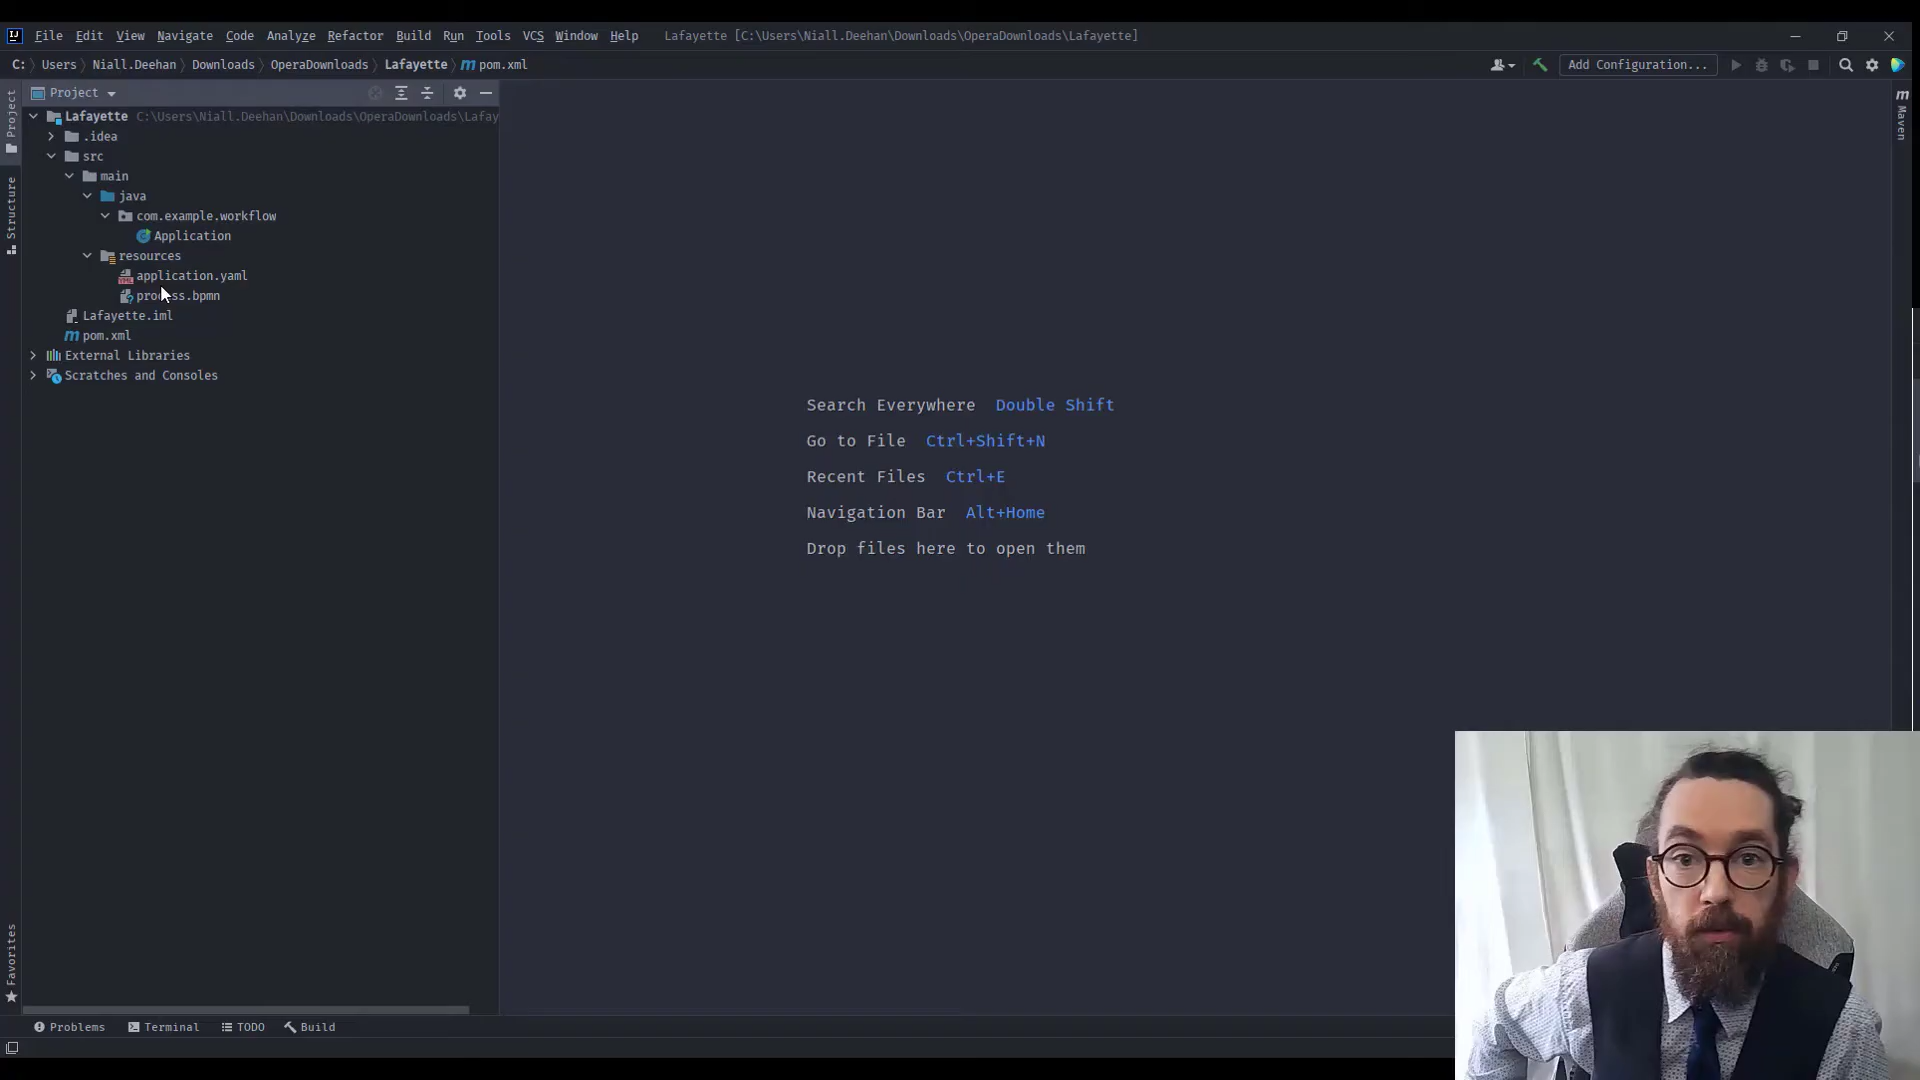 File Edit View Navigate Code Analyze Refactor Build Run Tools VCS Window Help Lafayette [C:\Users\Niall.Deehan\Downloads\OperaDownloads\Lafayette]
C: Users Niall.Deehan Downloads OperaDownloads Lafayette m pom.xml Add Configuration...
Project
Project
Structure
Favorites
Lafayette C:\Users\Niall.Deehan\Downloads\OperaDownloads\Lafay
.idea
src
main
java
com.example.workflow
Application
resources
application.yaml
Lafayette.iml
m pom.xml
External Libraries
Scratches and Consoles
Search Everywhere Double Shift
Go to File Ctrl+Shift+N
Recent Files Ctrl+E
Navigation Bar Alt+Home
Drop files here to open them
m Maven
Problems Terminal TODO Build